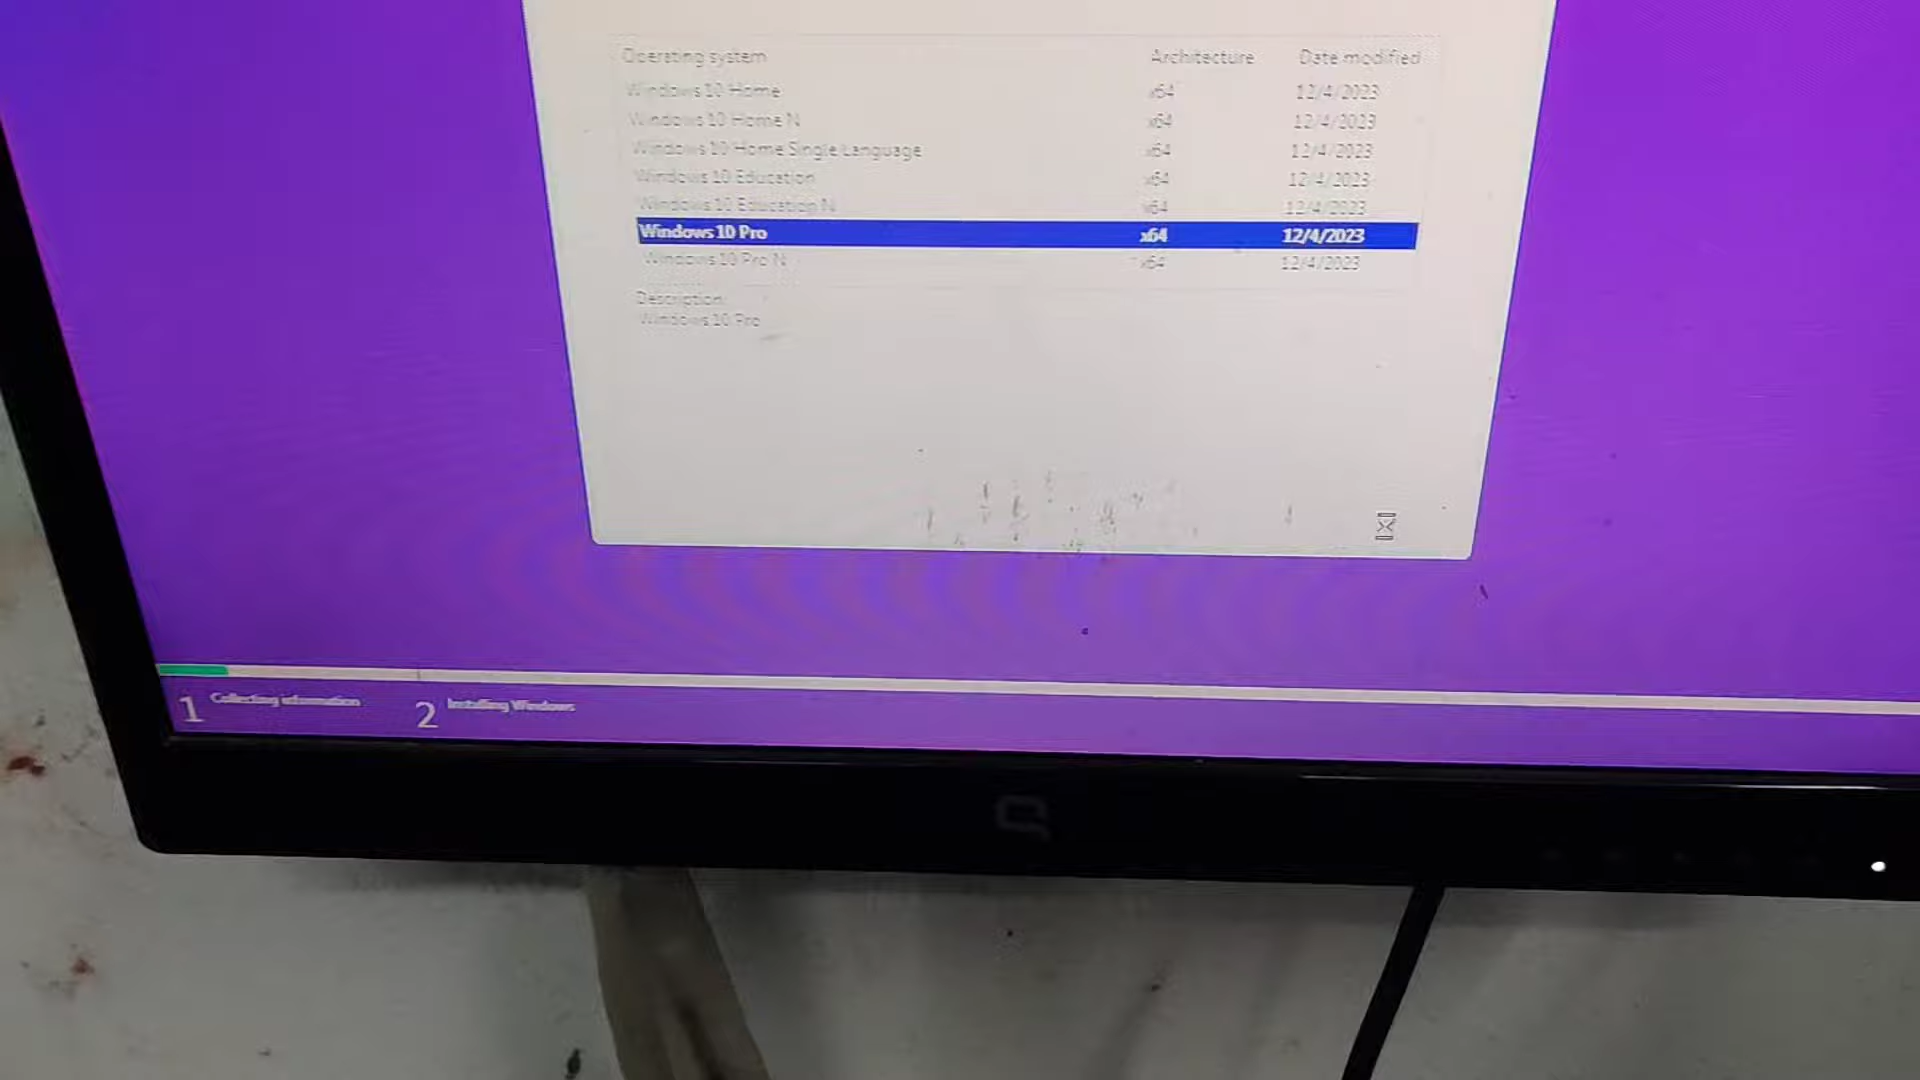 Operating system Architecture Date modified
Windows 10 Home x64 12/4/2023
Windows 10 Home N x64 12/4/2023
Windows 10 Home Single Language x64 12/4/2023
Windows 10 Education x64 12/4/2023
Windows 10 Education N x64 12/4/2023
Windows 10 Pro x64 12/4/2023
Windows 10 Pro N x64 12/4/2023
Description:
Windows 10 Pro
1 Collecting information 2 Installing Windows